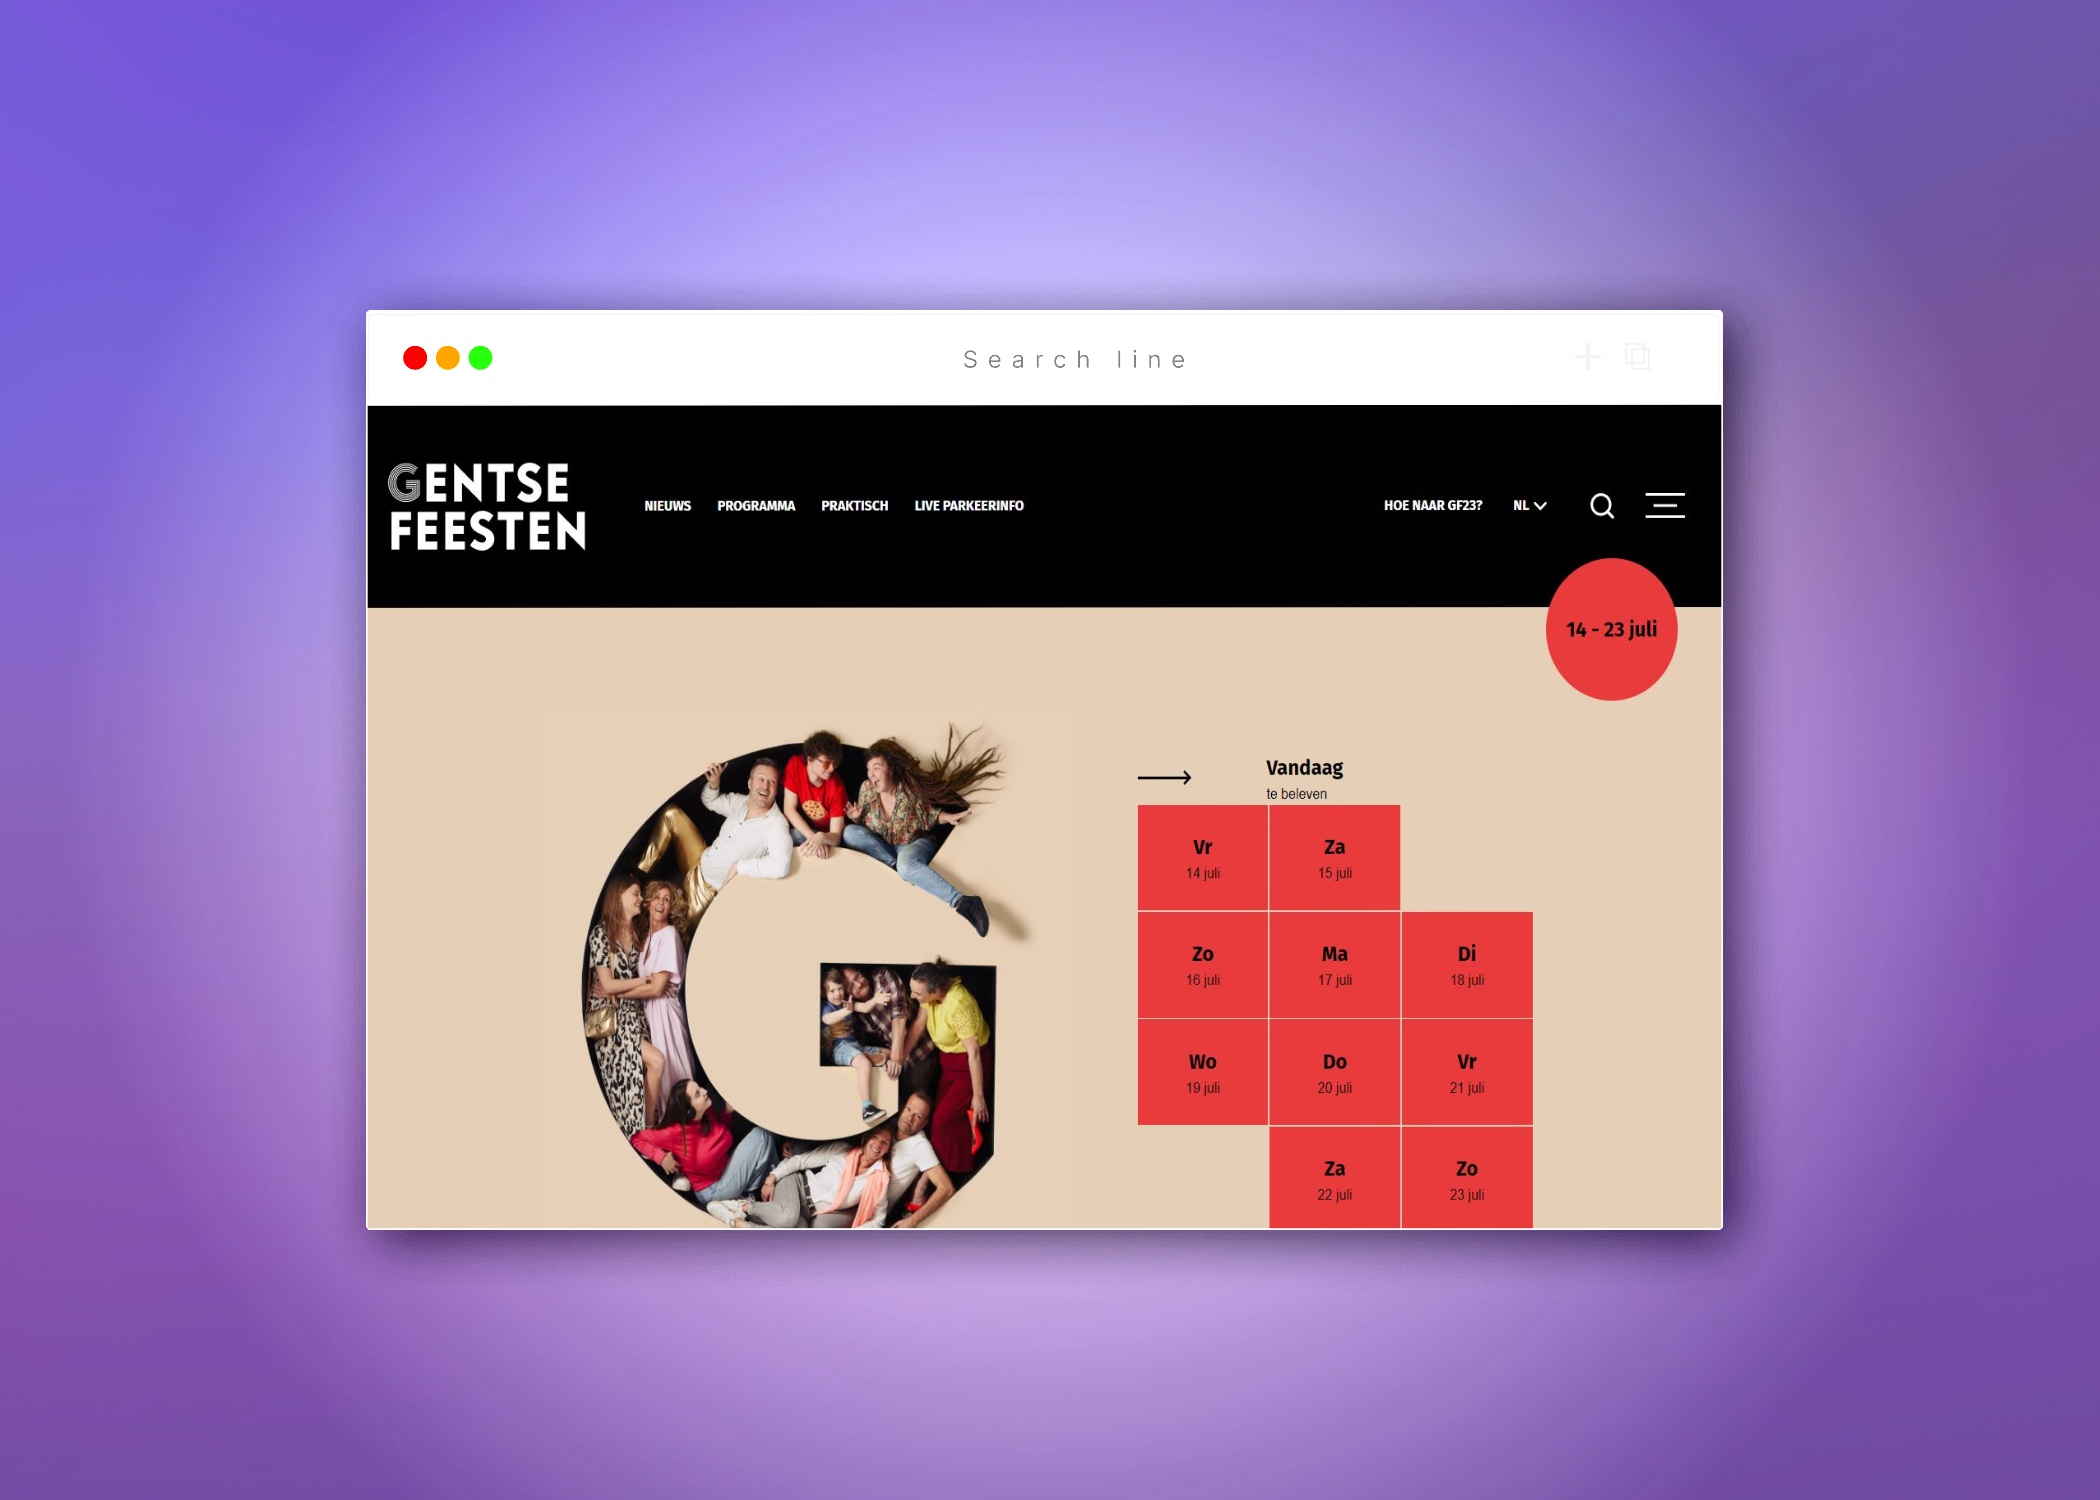 Search line
GENTSE
FEESTEN
NIEUWS PROGRAMMA PRAKTISCH LIVE PARKEERINFO HOE NAAR GF23? NL
14 - 23 juli
Vandaag
te beleven
Vr Za
14 juli 15 juli
Zo Ma Di
16 juli 17 juli 18 juli
Wo Do Vr
19 juli 20 juli 21 juli
Za Zo
22 juli 23 juli